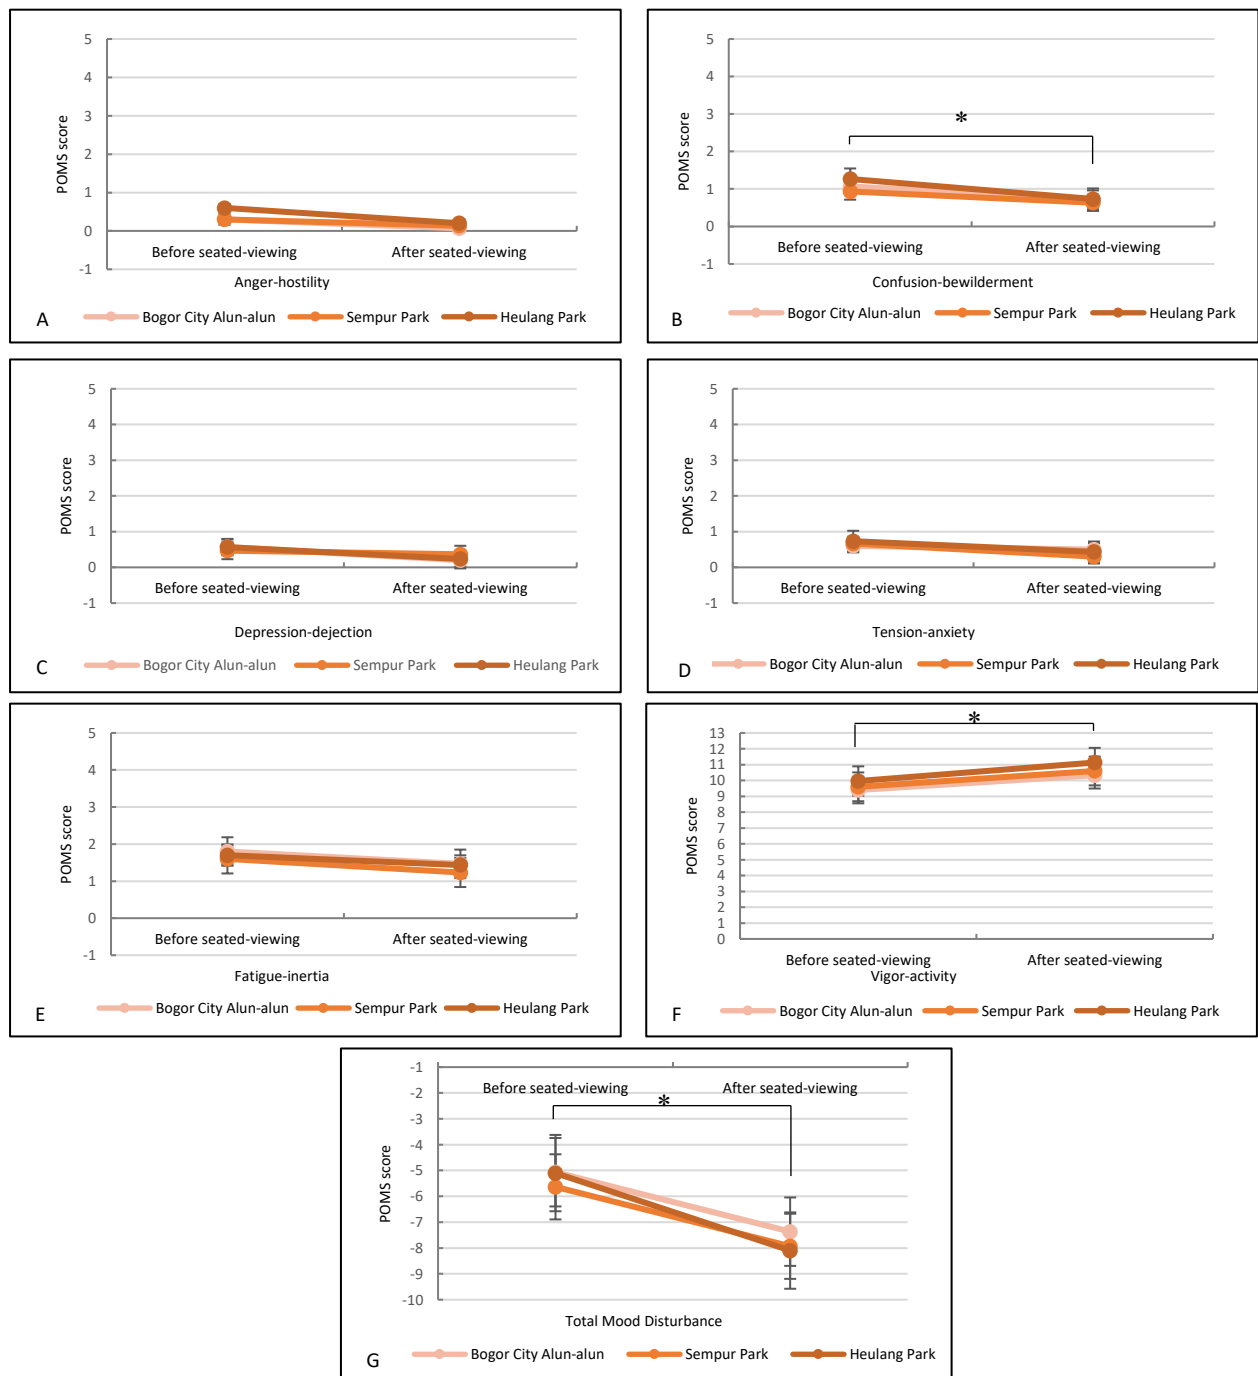 5
4
3
2
1
0
-1
POMS score
Before seated-viewing After seated-viewing
Anger-hostility
A Bogor City Alun-alun Sempur Park Heulang Park
5
4
3
2
1
0
-1
POMS score
*
Before seated-viewing After seated-viewing
Confusion-bewilderment
B Bogor City Alun-alun Sempur Park Heulang Park
5
4
3
2
1
0
-1
POMS score
Before seated-viewing After seated-viewing
Depression-dejection
C Bogor City Alun-alun Sempur Park Heulang Park
5
4
3
2
1
0
-1
POMS score
Before seated-viewing After seated-viewing
Tension-anxiety
D Bogor City Alun-alun Sempur Park Heulang Park
5
4
3
2
1
0
-1
POMS score
Before seated-viewing After seated-viewing
Fatigue-inertia
E Bogor City Alun-alun Sempur Park Heulang Park
*
13
12
11
10
9
8
7
6
5
4
3
2
1
0
POMS score
Before seated-viewing After seated-viewing
Vigor-activity
F Bogor City Alun-alun Sempur Park Heulang Park
-1
-2
-3
-4
-5
-6
-7
-8
-9
-10
POMS score
Before seated-viewing After seated-viewing
*
Total Mood Disturbance
G Bogor City Alun-alun Sempur Park Heulang Park